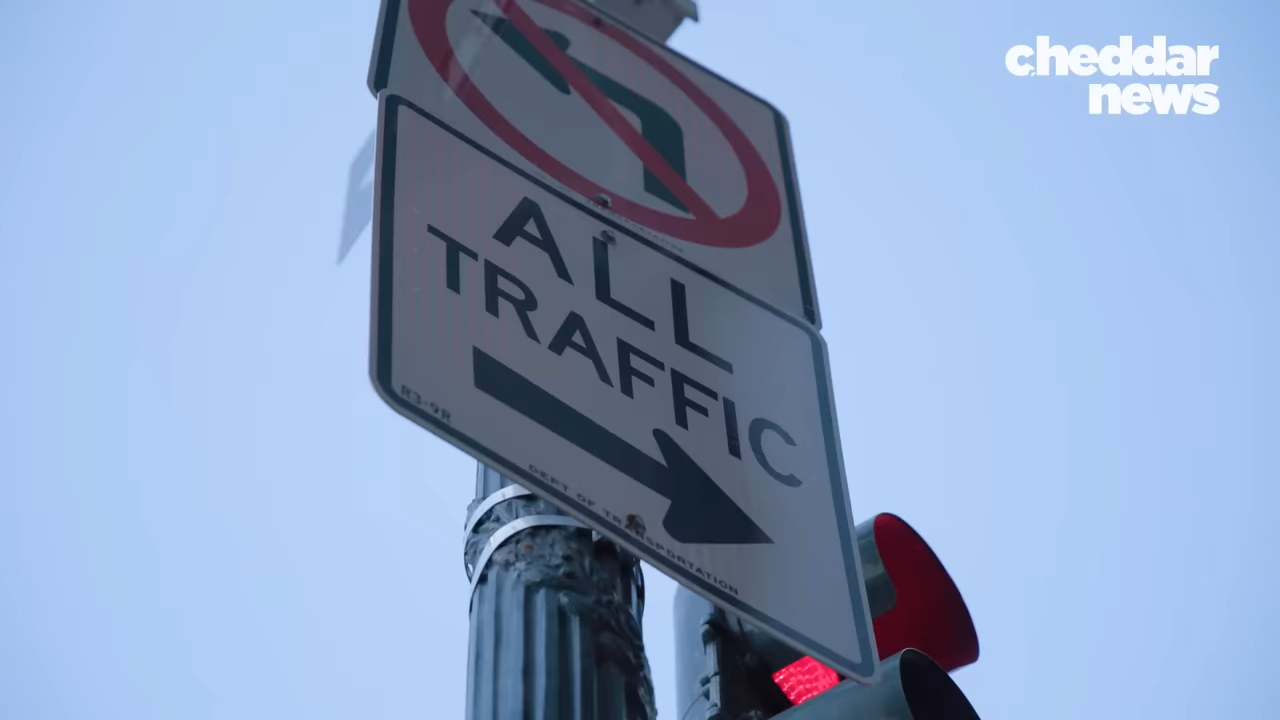 cheddar
news
ALL
TRAFFIC
R3-9R
DEPT OF TRANSPORTATION